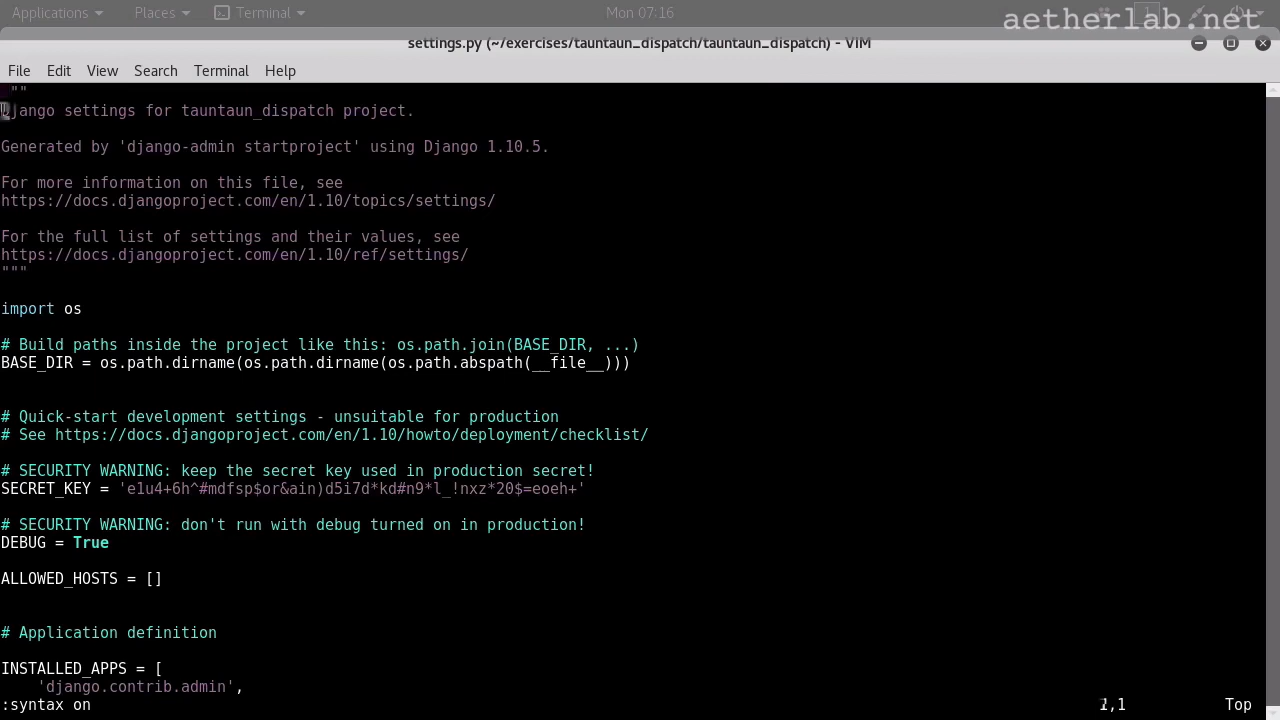 Applications Places Terminal Mon 07:16 1
aetherlab.net
settings.py (~/exercises/tauntaun_dispatch/tauntaun_dispatch) - VIM
File Edit View Search Terminal Help
""
Django settings for tauntaun_dispatch project.
Generated by 'django-admin startproject' using Django 1.10.5.
For more information on this file, see
https://docs.djangoproject.com/en/1.10/topics/settings/
For the full list of settings and their values, see
https://docs.djangoproject.com/en/1.10/ref/settings/
"""
import os
# Build paths inside the project like this: os.path.join(BASE_DIR, ...)
BASE_DIR = os.path.dirname(os.path.dirname(os.path.abspath(__file__)))
# Quick-start development settings - unsuitable for production
# See https://docs.djangoproject.com/en/1.10/howto/deployment/checklist/
# SECURITY WARNING: keep the secret key used in production secret!
SECRET_KEY = 'e1u4+6h^#mdfsp$or&ain)d5i7d*kd#n9*l_!nxz*20$=eoeh+'
# SECURITY WARNING: don't run with debug turned on in production!
DEBUG = True
ALLOWED_HOSTS = []
# Application definition
INSTALLED_APPS = [
'django.contrib.admin',
:syntax on ,1 Top